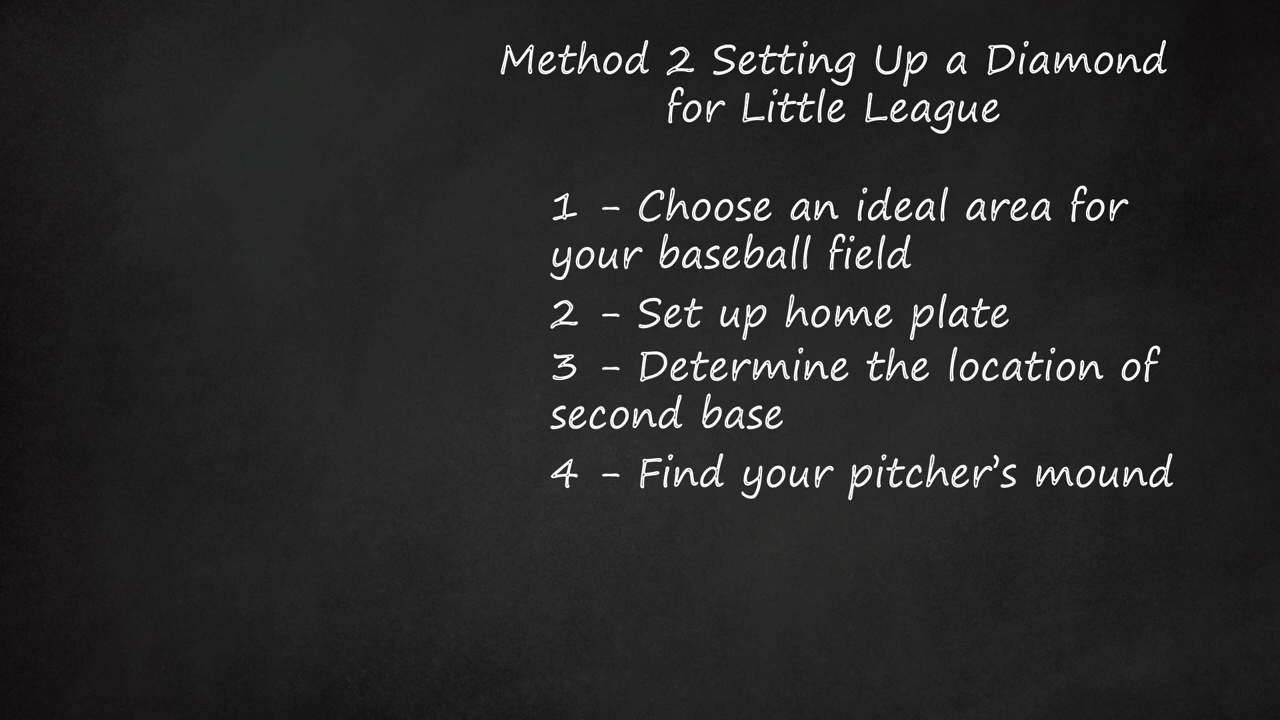 Method 2 Setting Up a Diamond
for Little League
1 - Choose an ideal area for
your baseball field
2 - Set up home plate
3 - Determine the location of
second base
4 - Find your pitcher’s mound